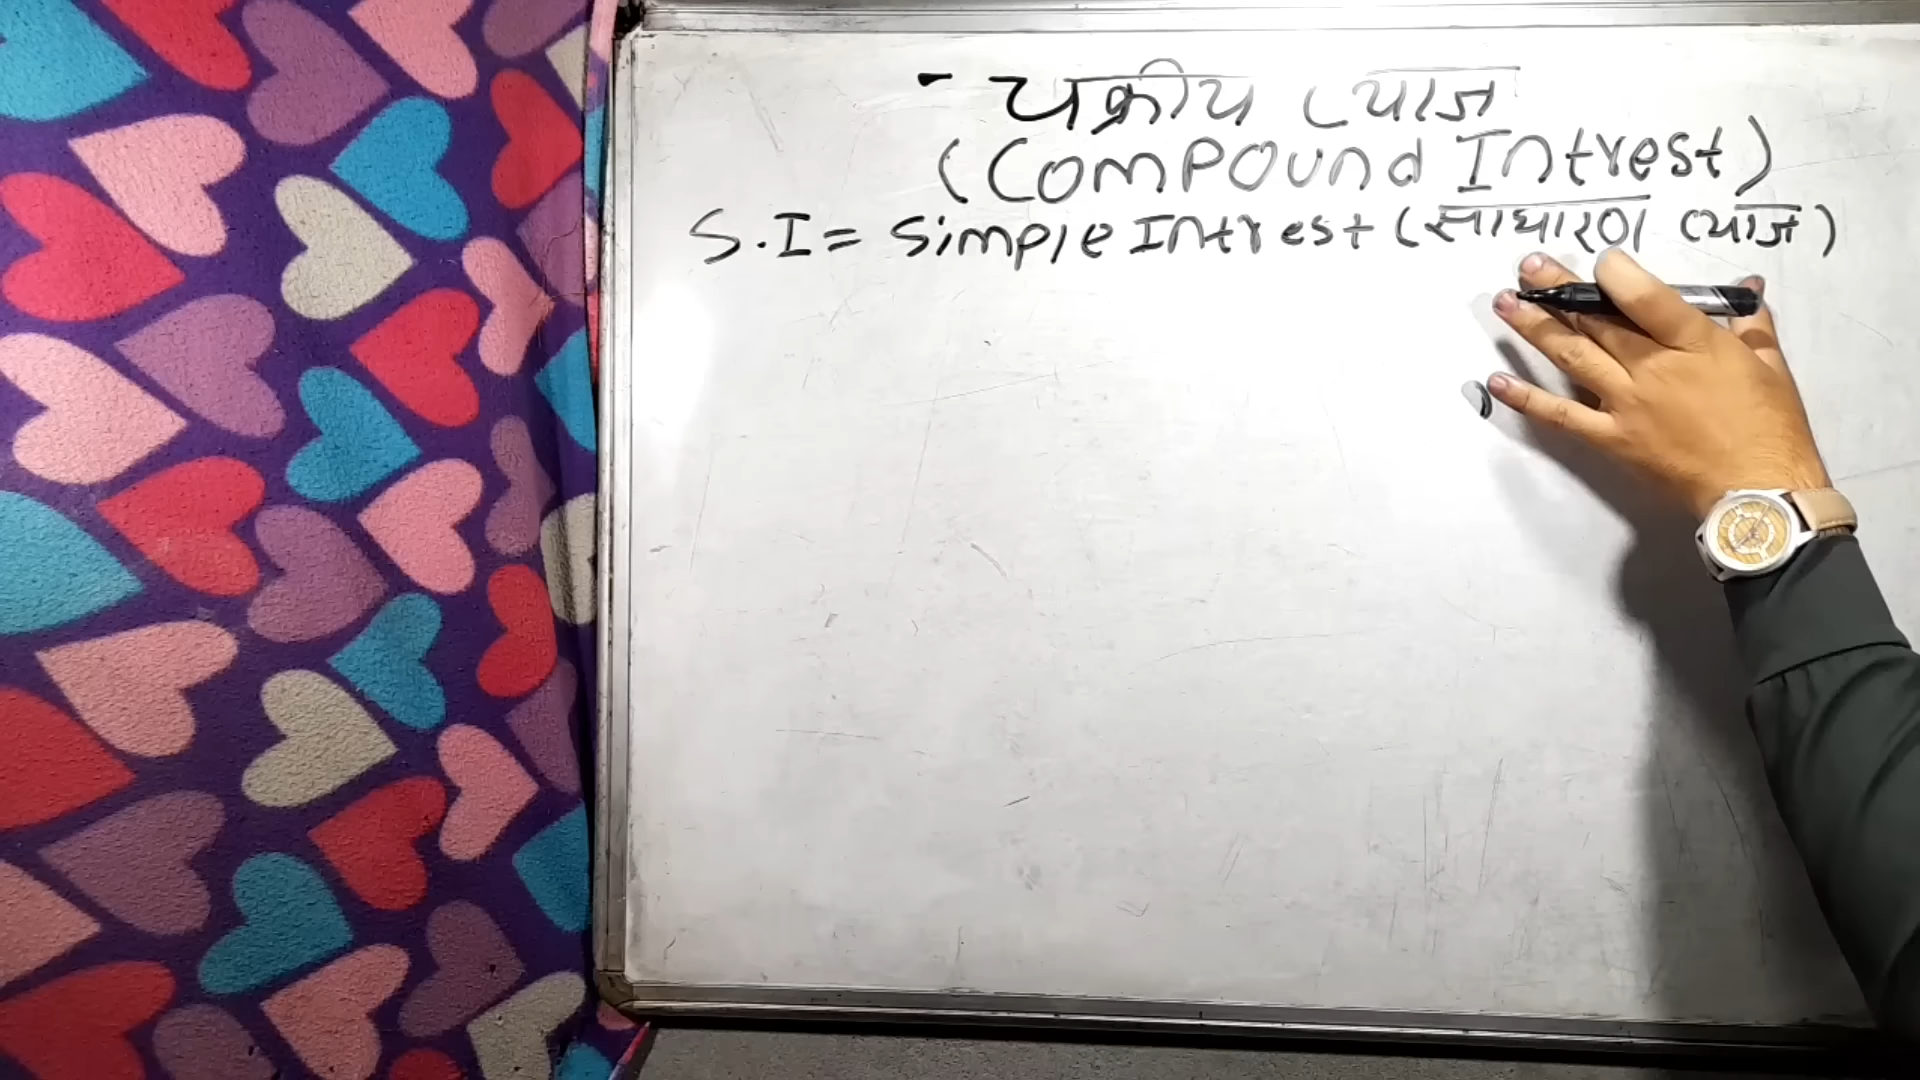 - चक्रीय ब्याज
(Compound Intrest)
S.I = Simple Intrest (साधारण ब्याज)